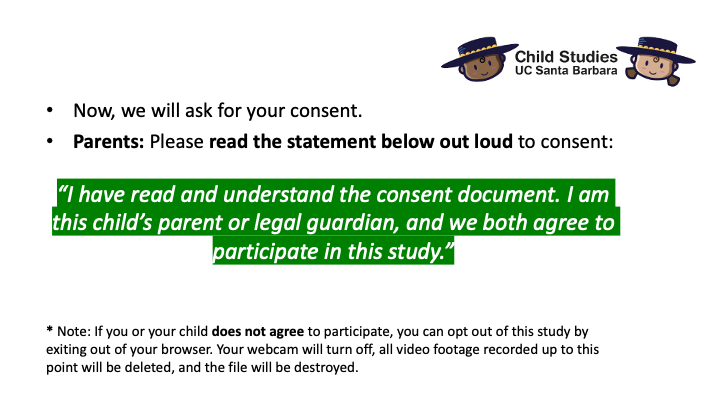 Child Studies
UC Santa Barbara
• Now, we will ask for your consent.
• Parents: Please read the statement below out loud to consent:
“I have read and understand the consent document. I am
this child’s parent or legal guardian, and we both agree to
participate in this study.”
* Note: If you or your child does not agree to participate, you can opt out of this study by
exiting out of your browser. Your webcam will turn off, all video footage recorded up to this
point will be deleted, and the file will be destroyed.